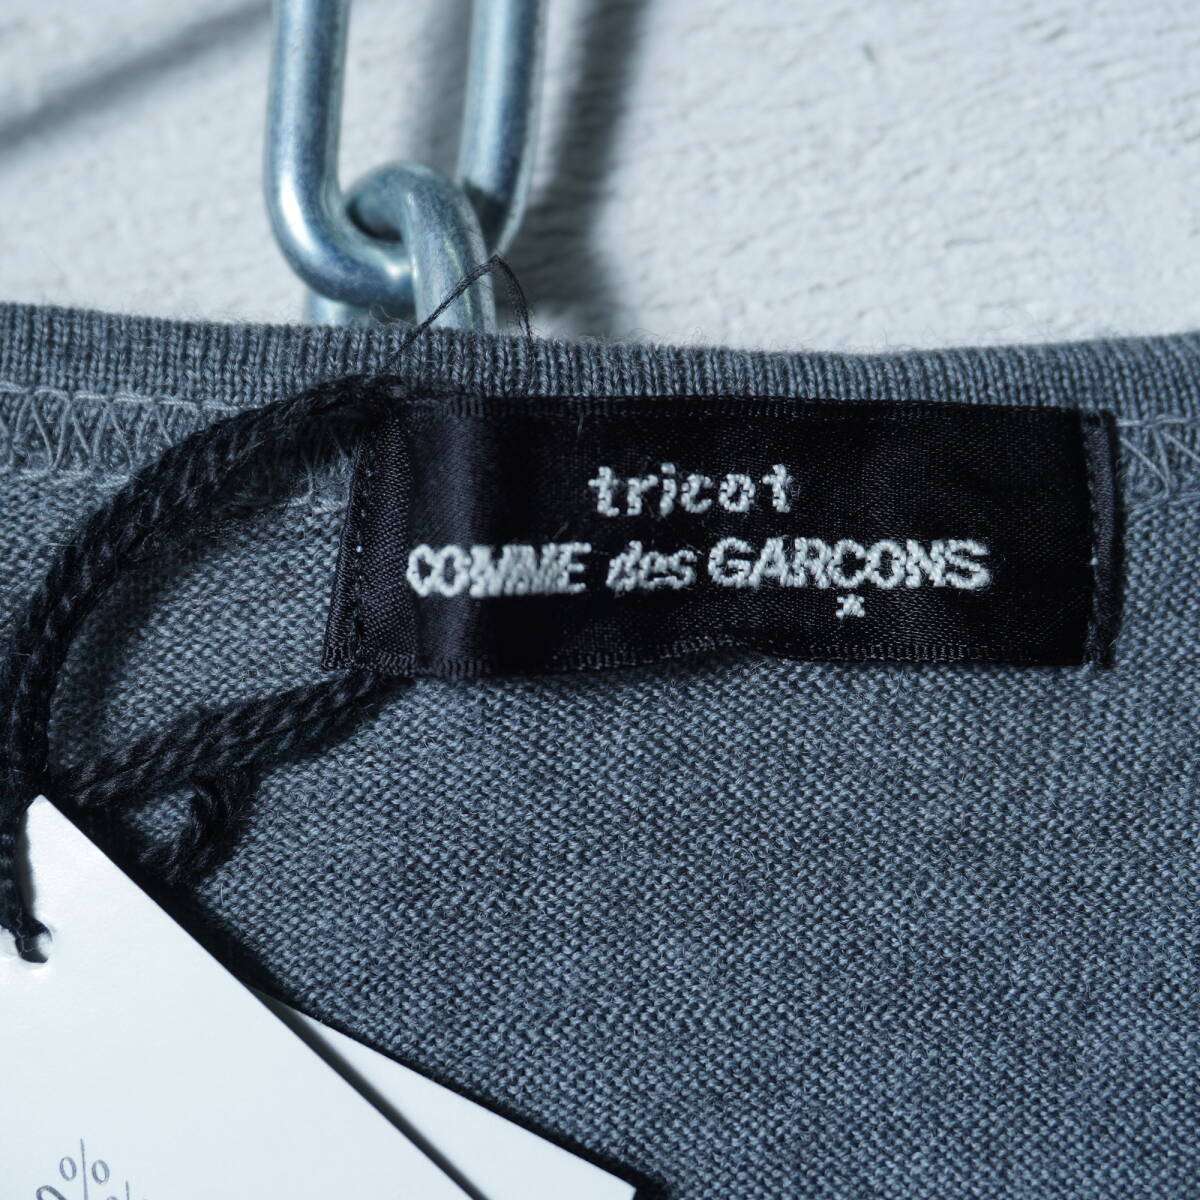 tricot
COMME des GARÇONS
%
%